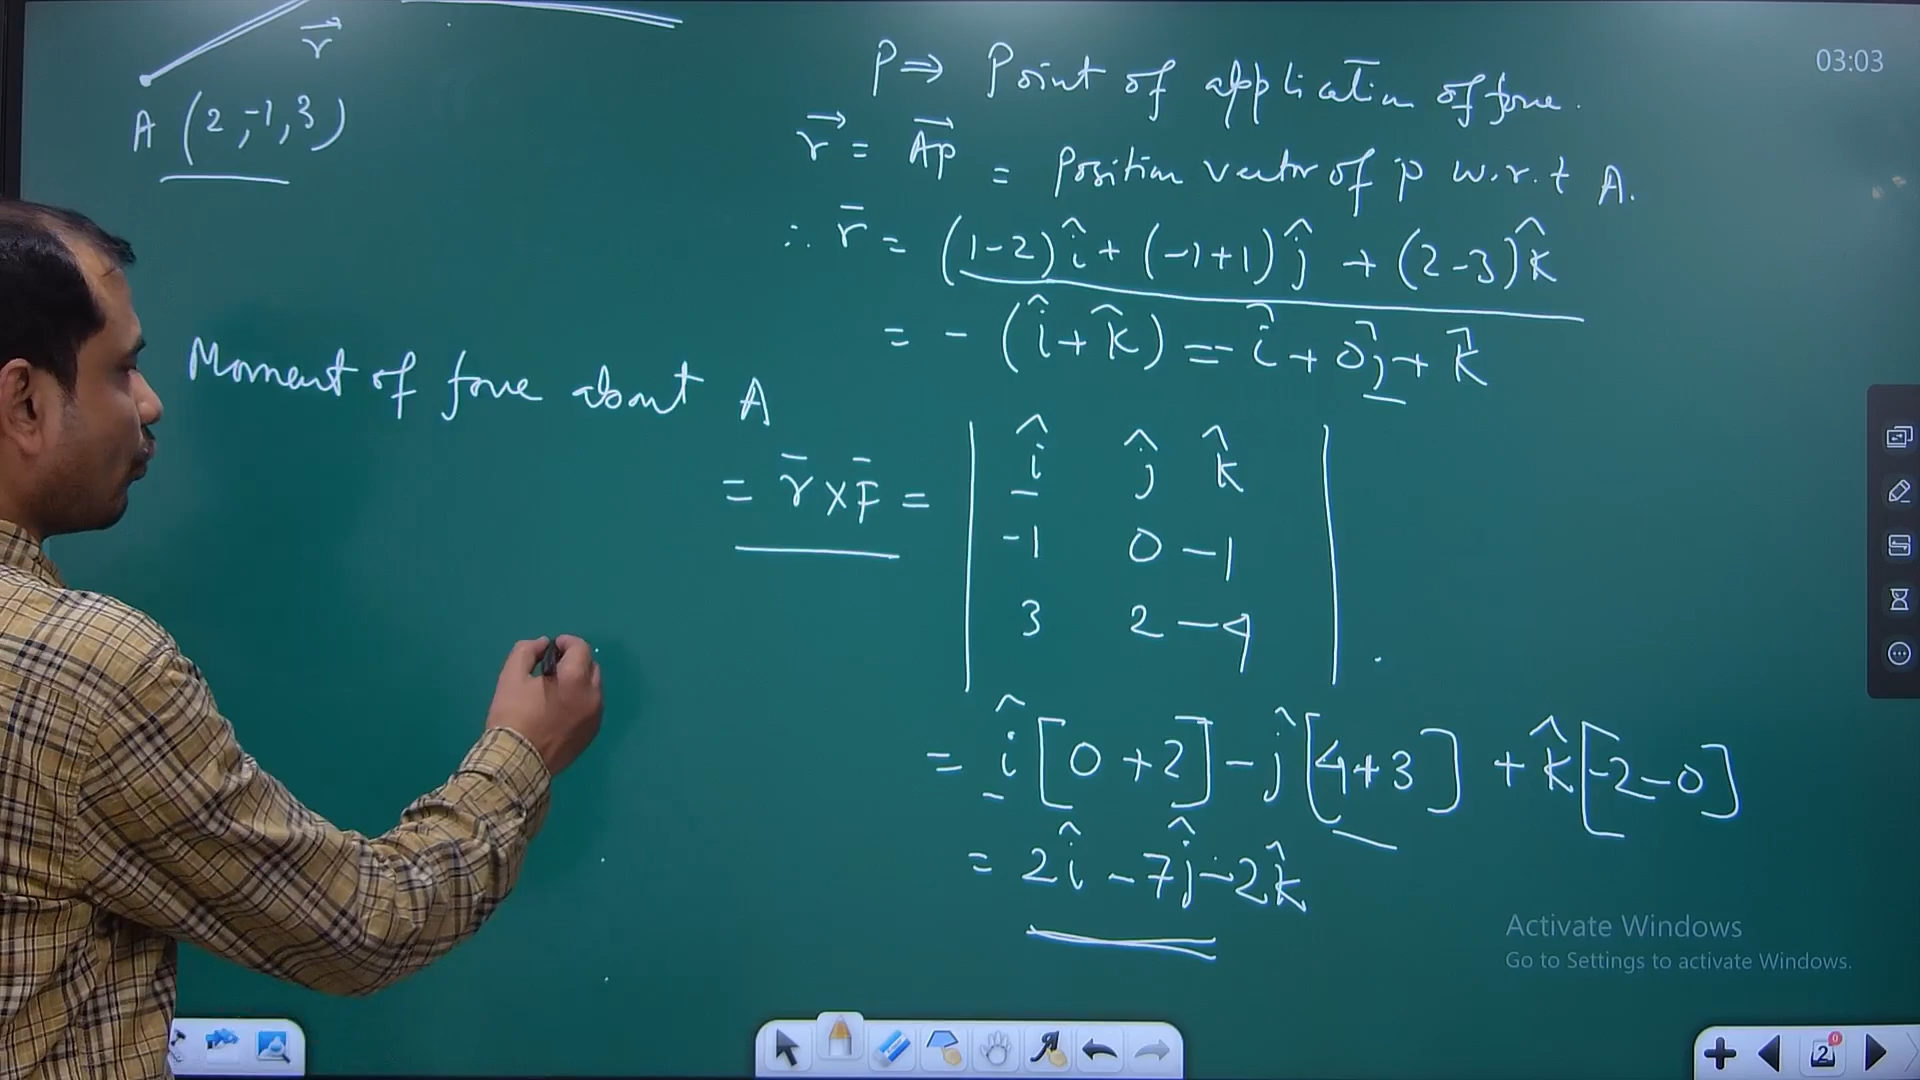 r⃗
A (2,-1,3)
03:03
P⇒ Point of application of force.
r⃗ = A⃗P = Position vector of P w.r.t A.
∴ r̄ = (1-2)î + (-1+1)ĵ + (2-3)k̂
= - (î+k̂) = -î + 0ĵ + k̂
Moment of force about A
= r̄ × F̄ = | î ĵ k̂ |
| -1 0 -1 |
| 3 2 -4 |
= î[0+2] - ĵ[4+3] + k̂[-2-0]
= 2î - 7ĵ - 2k̂
Activate Windows
Go to Settings to activate Windows.
2